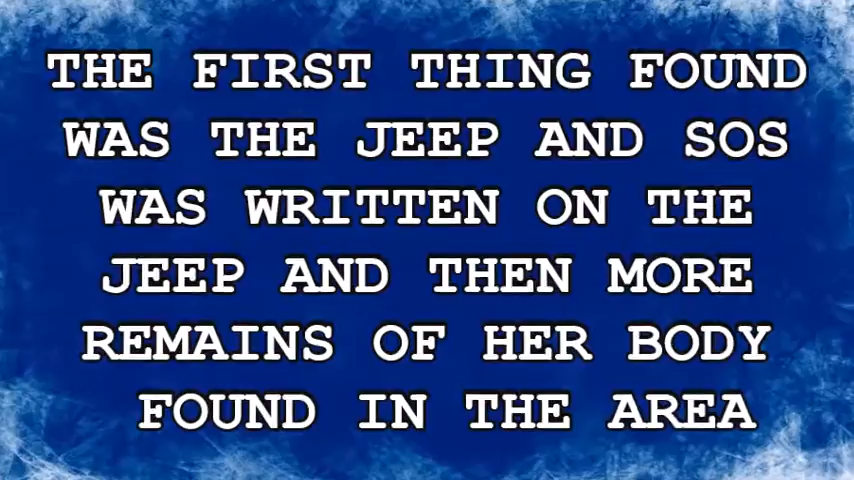 THE FIRST THING FOUND
WAS THE JEEP AND SOS
WAS WRITTEN ON THE
JEEP AND THEN MORE
REMAINS OF HER BODY
FOUND IN THE AREA